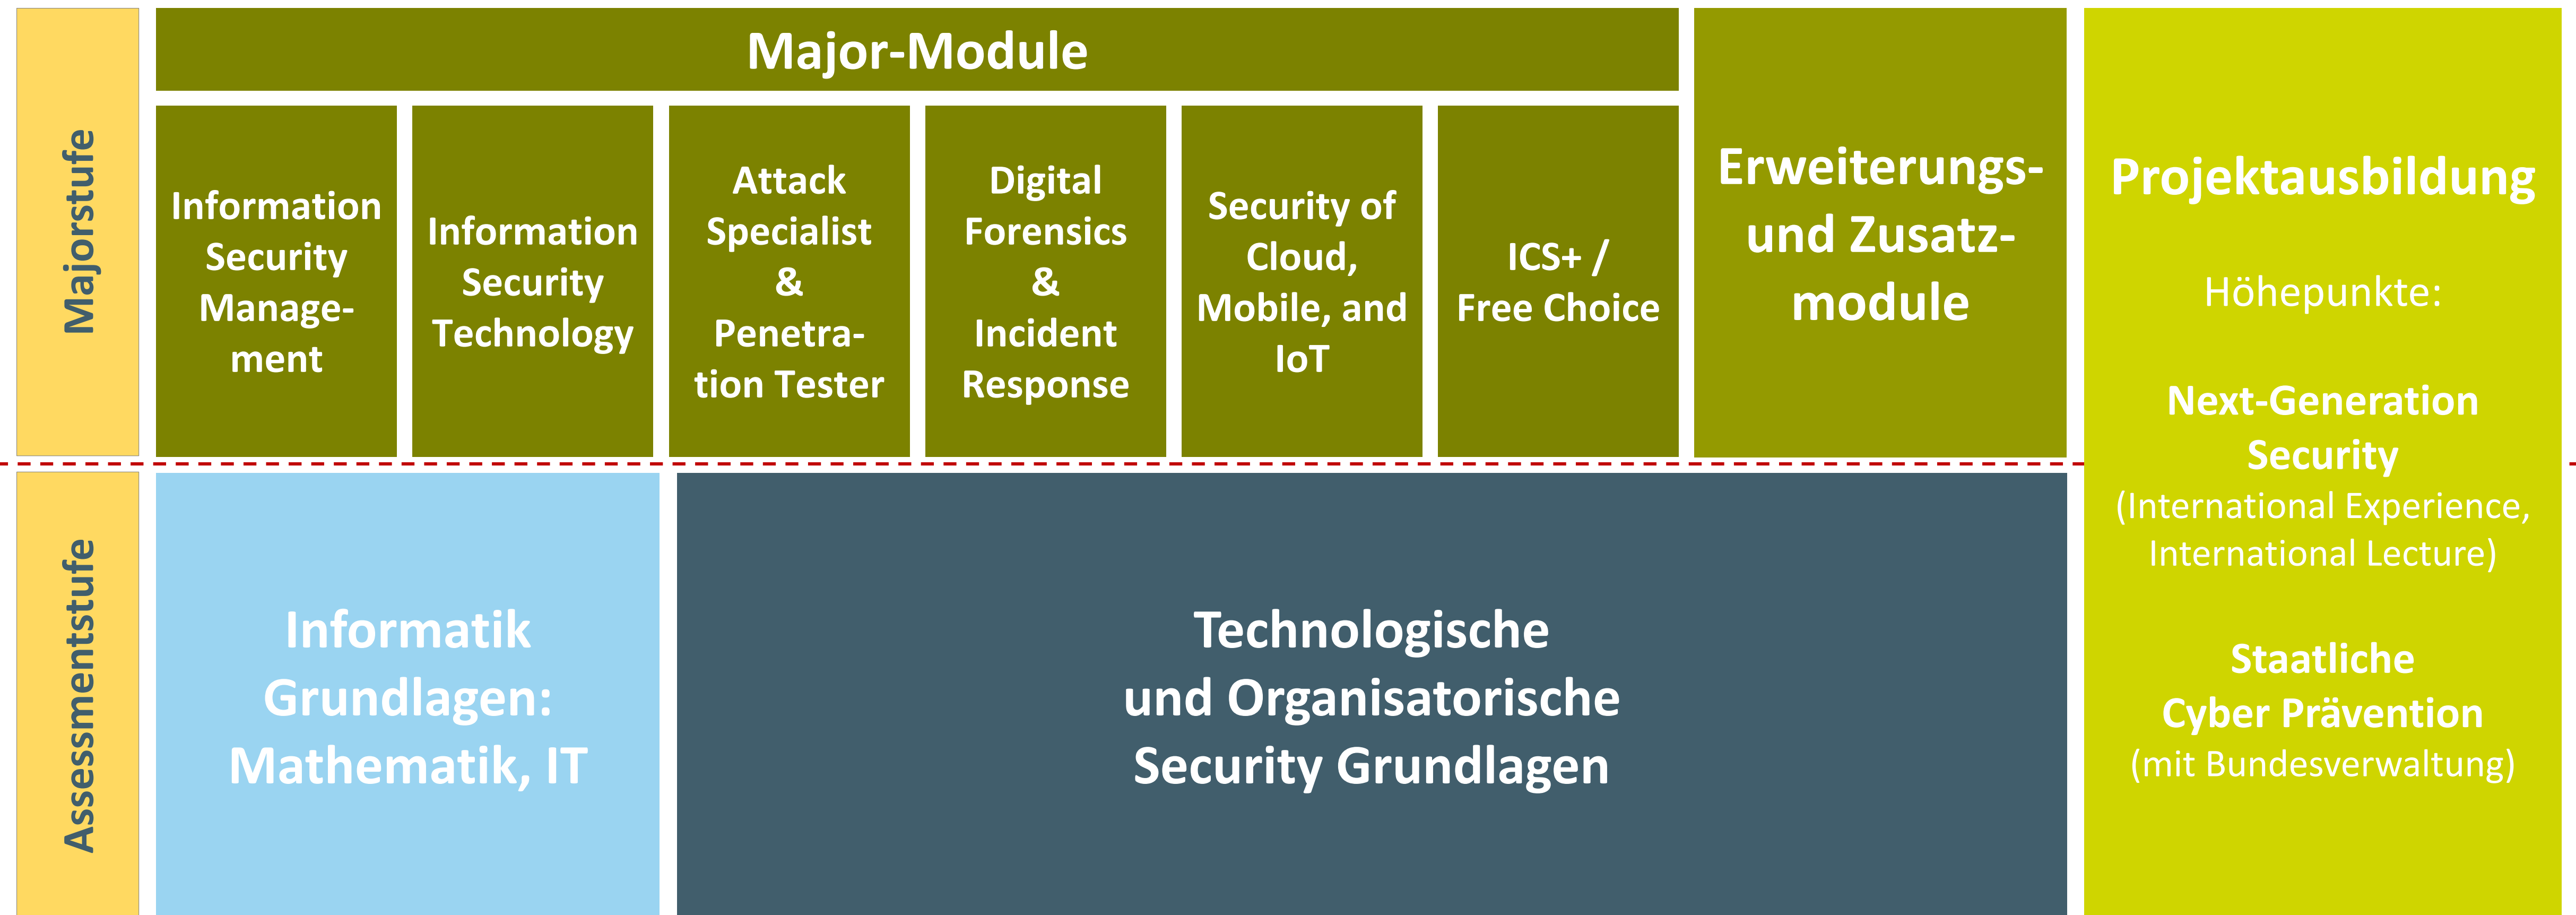 Majorstufe
Major-Module
Information
Security
Manage-
ment
Information
Security
Technology
Attack
Specialist
&
Penetra-
tion Tester
Digital
Forensics
&
Incident
Response
Security of
Cloud,
Mobile, and
IoT
ICS+ /
Free Choice
Erweiterungs-
und Zusatz-
module
Projektausbildung
Höhepunkte:
Next-Generation
Security
(International Experience,
International Lecture)
Staatliche
Cyber Prävention
(mit Bundesverwaltung)
Assessmentstufe
Informatik
Grundlagen:
Mathematik, IT
Technologische
und Organisatorische
Security Grundlagen